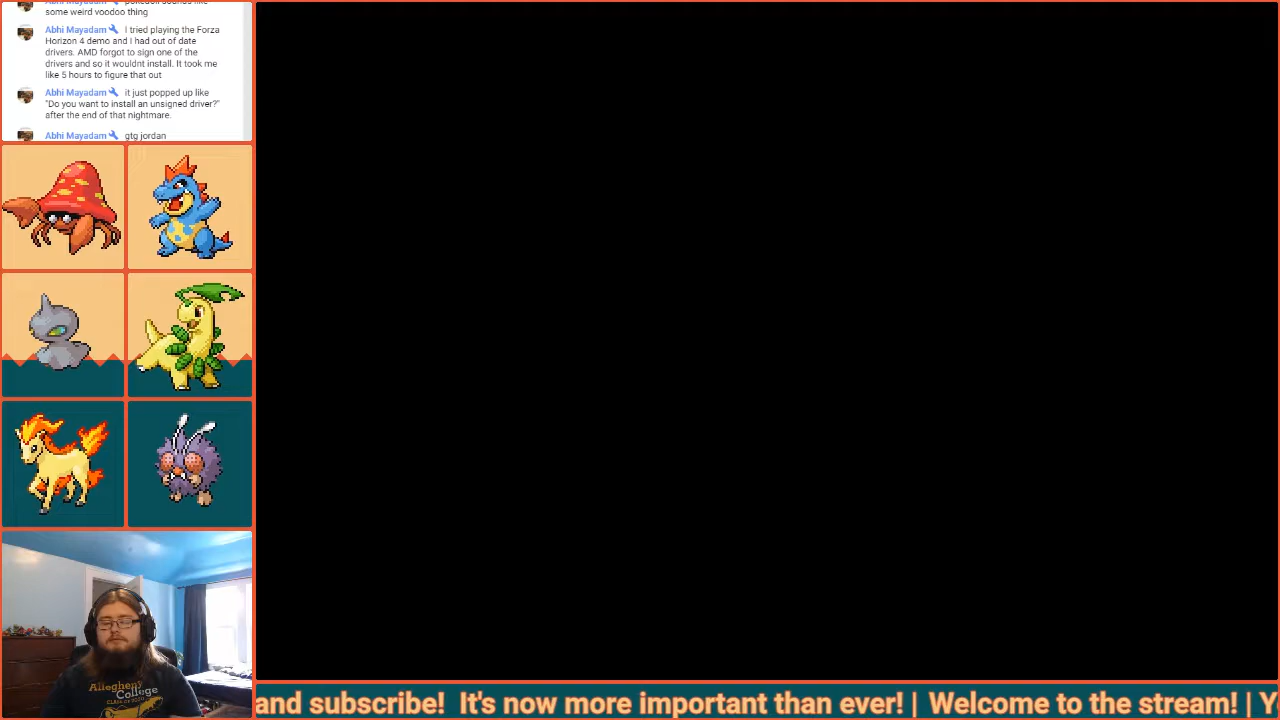 some weird voodoo thing
Abhi Mayadam I tried playing the Forza
Horizon 4 demo and I had out of date
drivers. AMD forgot to sign one of the
drivers and so it wouldnt install. It took me
like 5 hours to figure that out
Abhi Mayadam it just popped up like
"Do you want to install an unsigned driver?"
after the end of that nightmare.
Abhi Mayadam gtg jordan
Allegheny
College
and subscribe! It's now more important than ever! | Welcome to the stream! |